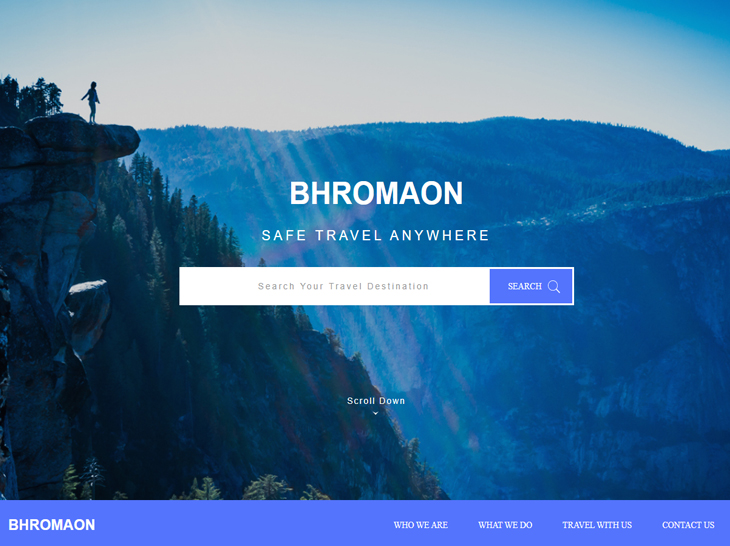 BHROMAON
SAFE TRAVEL ANYWHERE
Search Your Travel Destination
SEARCH
Scroll Down
BHROMAON
WHO WE ARE
WHAT WE DO
TRAVEL WITH US
CONTACT US